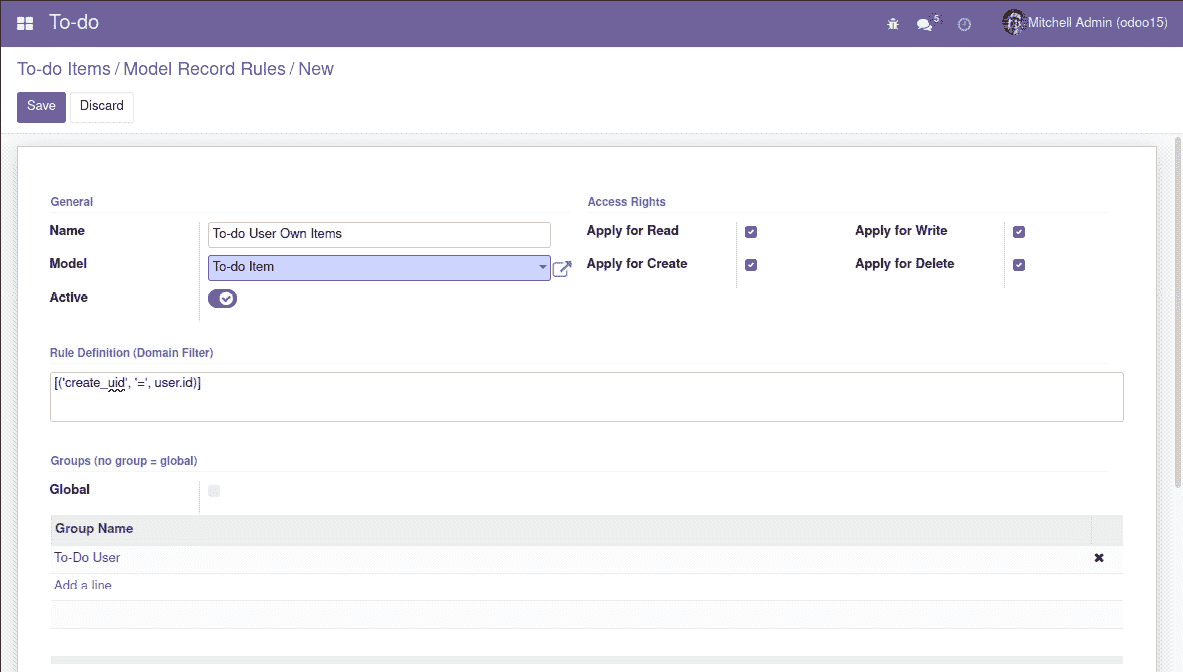 To-do
5
Mitchell Admin (odoo15)
To-do Items / Model Record Rules / New
Save Discard
General Access Rights
Name To-do User Own Items Apply for Read Apply for Write
Model To-do Item Apply for Create Apply for Delete
Active
Rule Definition (Domain Filter)
[('create_uid', '=', user.id)]
Groups (no group = global)
Global
Group Name
To-Do User
Add a line